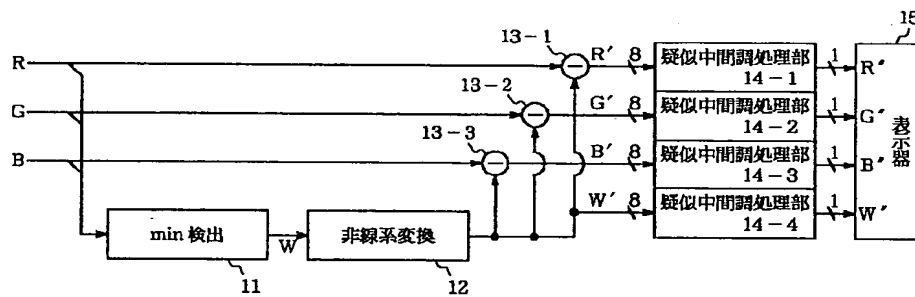 15
13-1
R
R'
8
疑似中間調処理部
14-1
1
R"
13-2
G
G'
8
疑似中間調処理部
14-2
1
G"
13-3
B
B'
8
疑似中間調処理部
14-3
1
B"
表示器
W'
8
疑似中間調処理部
14-4
1
W"
min 検出
W
非線系変換
11
12